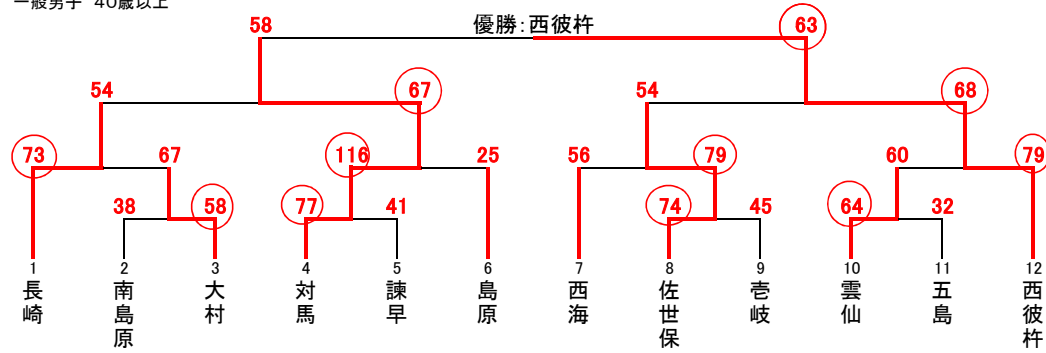 一般男子 40歳以上
優勝:西彼杵
58
63
54
67
54
68
73
67
116
25
56
79
60
79
38
58
77
41
74
45
64
32
1
2
3
4
5
6
7
8
9
10
11
12
長崎
南島原
大村
対馬
諫早
島原
西海
佐世保
壱岐
雲仙
五島
西彼杵